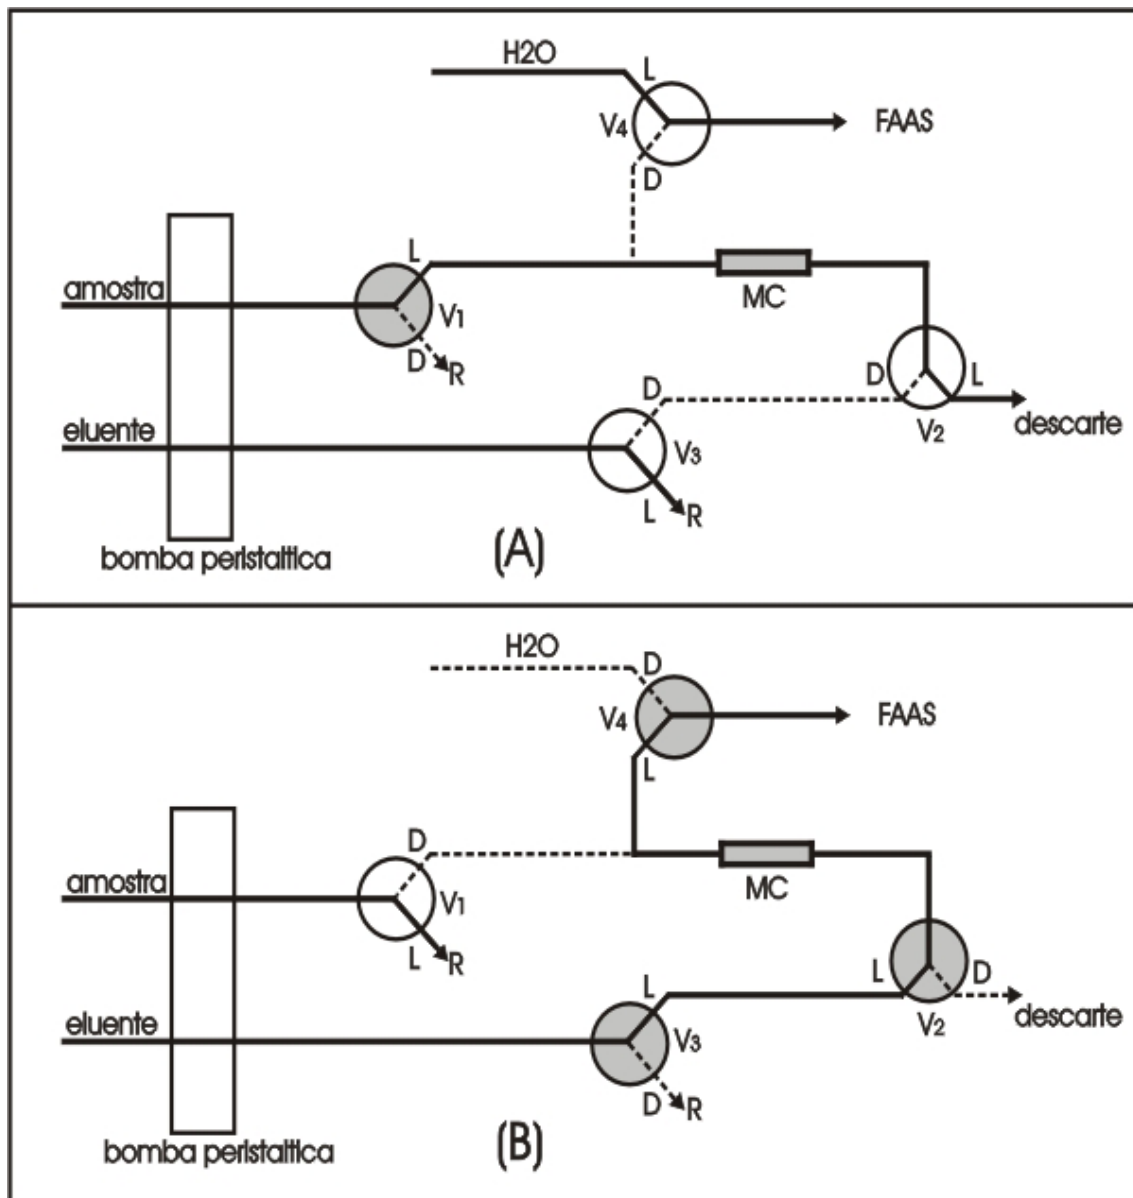 H2O
L
V4
FAAS
D
amostra
L
V1
MC
D
R
D
D
L
eluente
V3
V2
descarte
L
R
bomba peristaltica
(A)
H2O
D
V4
FAAS
L
D
amostra
V1
MC
L
R
L
D
L
eluente
V3
V2
descarte
D
R
bomba peristaltica
(B)